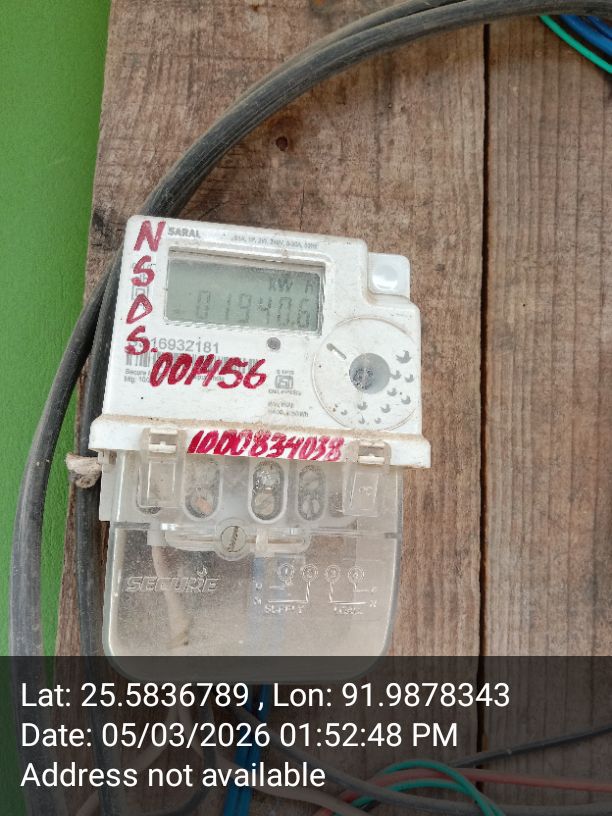 SARAL
kW h
01940.6
16932181
NSDS.
001456
1000834038
SECURE
SUPPLY LOAD
Lat: 25.5836789 , Lon: 91.9878343
Date: 05/03/2026 01:52:48 PM
Address not available